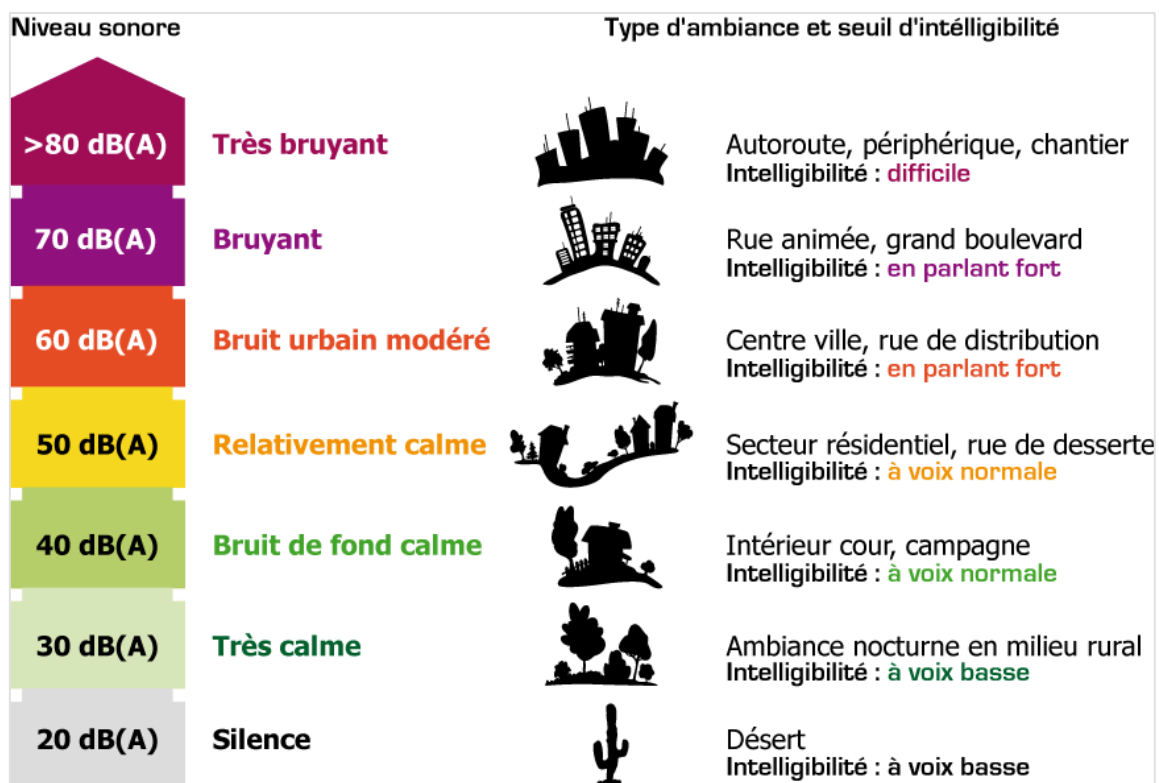 Niveau sonore
Type d'ambiance et seuil d'intélligibilité
>80 dB(A)
Très bruyant
Autoroute, périphérique, chantier
Intelligibilité : difficile
70 dB(A)
Bruyant
Rue animée, grand boulevard
Intelligibilité : en parlant fort
60 dB(A)
Bruit urbain modéré
Centre ville, rue de distribution
Intelligibilité : en parlant fort
50 dB(A)
Relativement calme
Secteur résidentiel, rue de desserte
Intelligibilité : à voix normale
40 dB(A)
Bruit de fond calme
Intérieur cour, campagne
Intelligibilité : à voix normale
30 dB(A)
Très calme
Ambiance nocturne en milieu rural
Intelligibilité : à voix basse
20 dB(A)
Silence
Désert
Intelligibilité : à voix basse